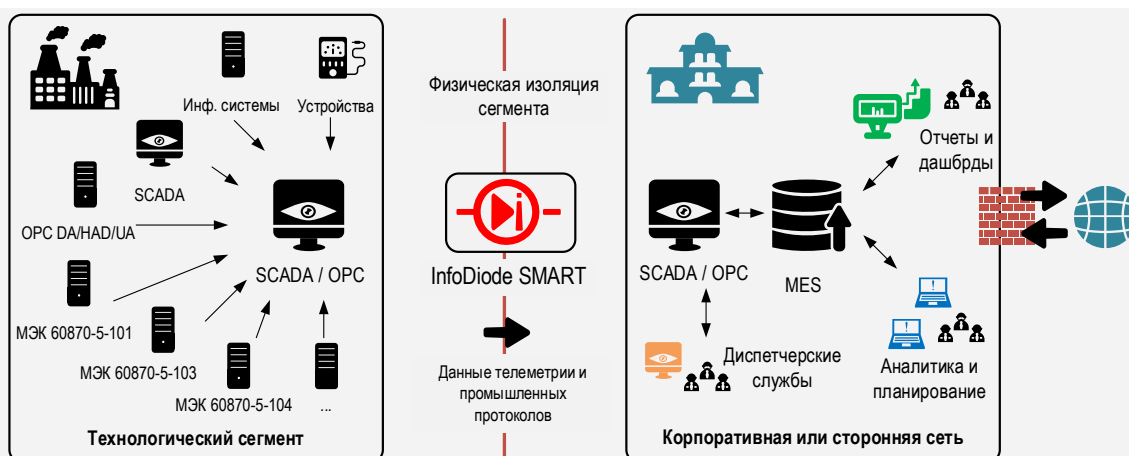 Инф. системы
Устройства
SCADA
OPC DA/HAD/UA
SCADA / OPC
МЭК 60870-5-101
МЭК 60870-5-103
МЭК 60870-5-104
...
Технологический сегмент
Физическая изоляция
сегмента
InfoDiode SMART
Данные телеметрии и
промышленных
протоколов
Отчеты и
дашбрды
SCADA / OPC
MES
Диспетчерские
службы
Аналитика и
планирование
Корпоративная или сторонняя сеть